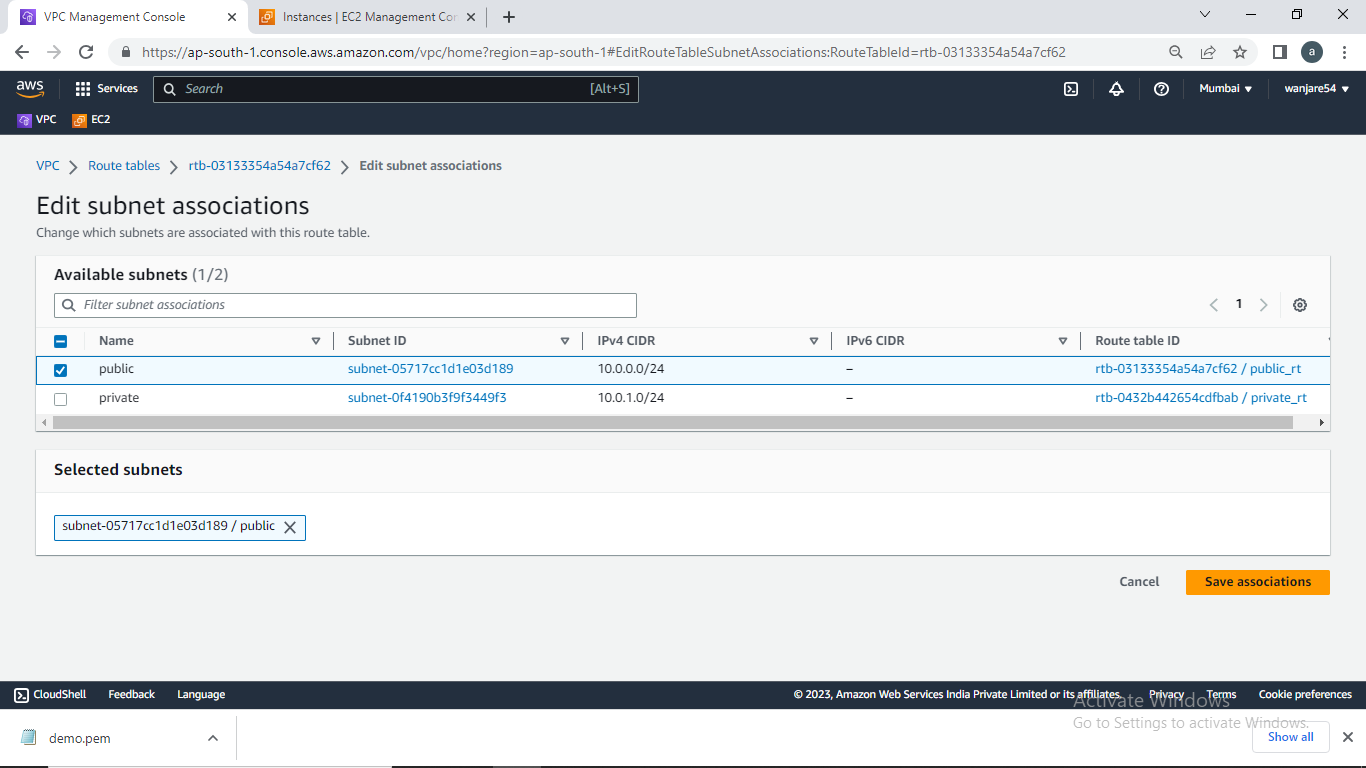 VPC Management Console
Instances | EC2 Management Con
https://ap-south-1.console.aws.amazon.com/vpc/home?region=ap-south-1#EditRouteTableSubnetAssociations:RouteTableId=rtb-03133354a54a7cf62
a
aws
Services
Search
[Alt+S]
Mumbai
wanjare54
VPC
EC2
VPC
Route tables
rtb-03133354a54a7cf62
Edit subnet associations
Edit subnet associations
Change which subnets are associated with this route table.
Available subnets (1/2)
Filter subnet associations
1
Name Subnet ID IPv4 CIDR IPv6 CIDR Route table ID
public subnet-05717cc1d1e03d189 10.0.0.0/24 – rtb-03133354a54a7cf62 / public_rt
private subnet-0f4190b3f9f3449f3 10.0.1.0/24 – rtb-0432b442654cdfbab / private_rt
Selected subnets
subnet-05717cc1d1e03d189 / public
Cancel
Save associations
CloudShell Feedback Language © 2023, Amazon Web Services India Private Limited or its affiliates. Privacy Terms Cookie preferences
Activate Windows
Go to Settings to activate Windows.
demo.pem
Show all